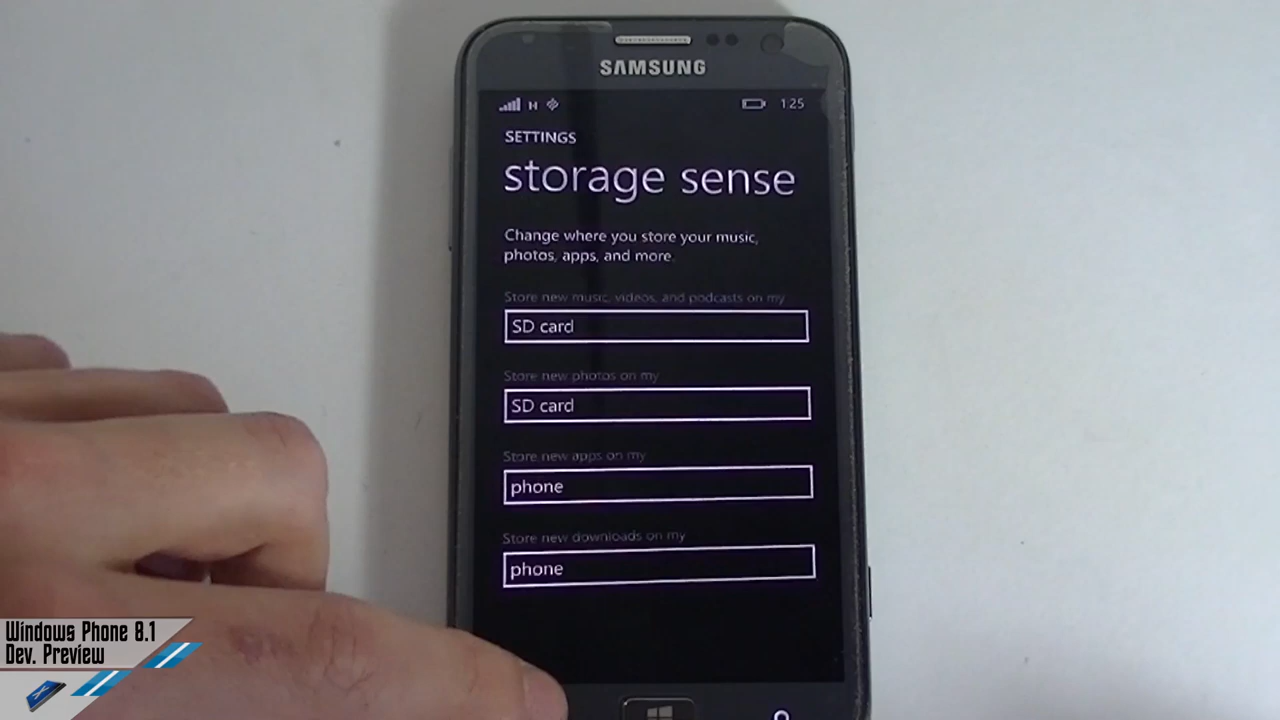 SAMSUNG
H
1:25
SETTINGS
storage sense
Change where you store your music,
photos, apps, and more.
Store new music, videos, and podcasts on my
SD card
Store new photos on my
SD card
Store new apps on my
phone
Store new downloads on my
phone
Windows Phone 8.1
Dev. Preview